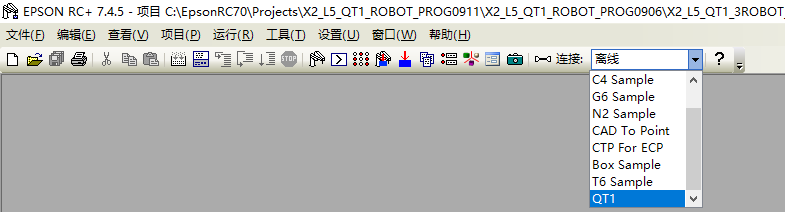 EPSON RC+ 7.4.5 - 项目 C:\EpsonRC70\Projects\X2_L5_QT1_ROBOT_PROG0911\X2_L5_QT1_ROBOT_PROG0906\X2_L5_QT1_3ROBOT_
文件(F) 编辑(E) 查看(V) 项目(P) 运行(R) 工具(T) 设置(U) 窗口(W) 帮助(H)
STOP 连接: 离线 ?
C4 Sample
G6 Sample
N2 Sample
CAD To Point
CTP For ECP
Box Sample
T6 Sample
QT1